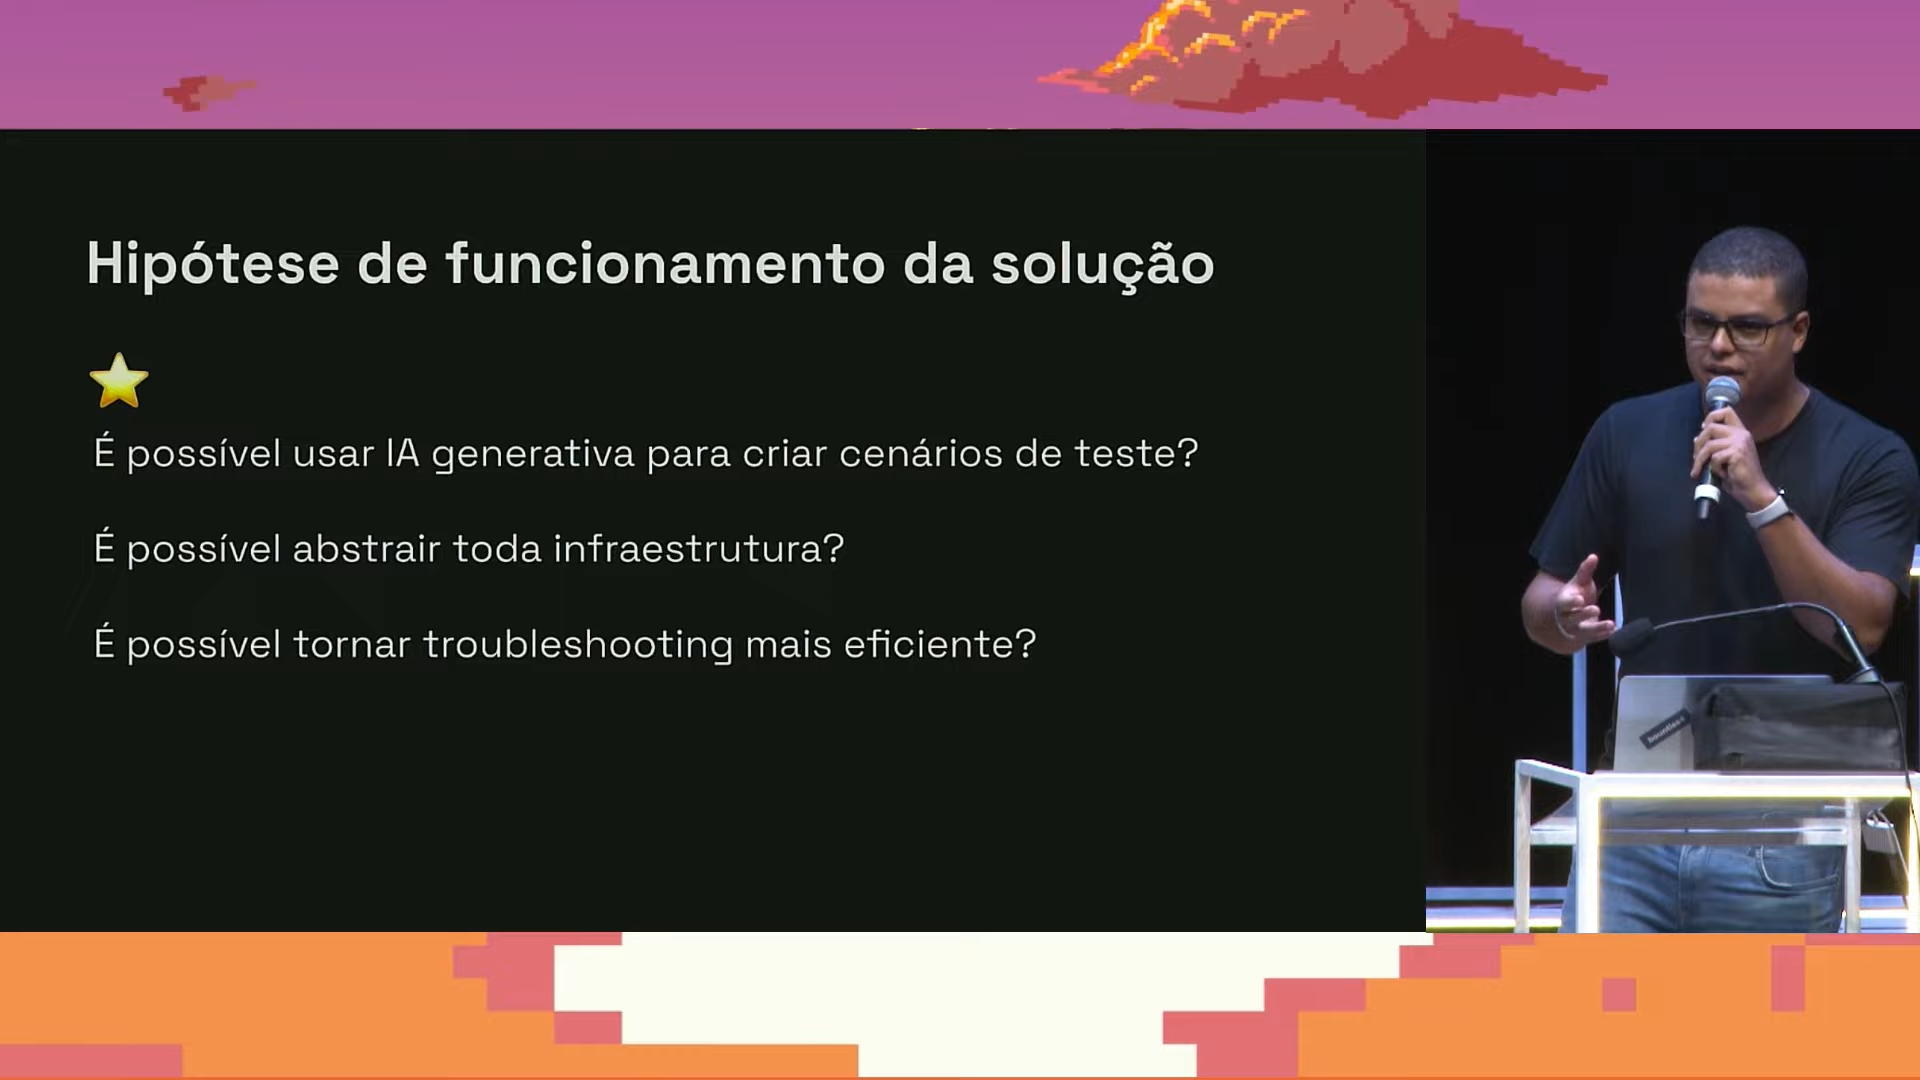 Hipótese de funcionamento da solução
É possível usar IA generativa para criar cenários de teste?
É possível abstrair toda infraestrutura?
É possível tornar troubleshooting mais eficiente?